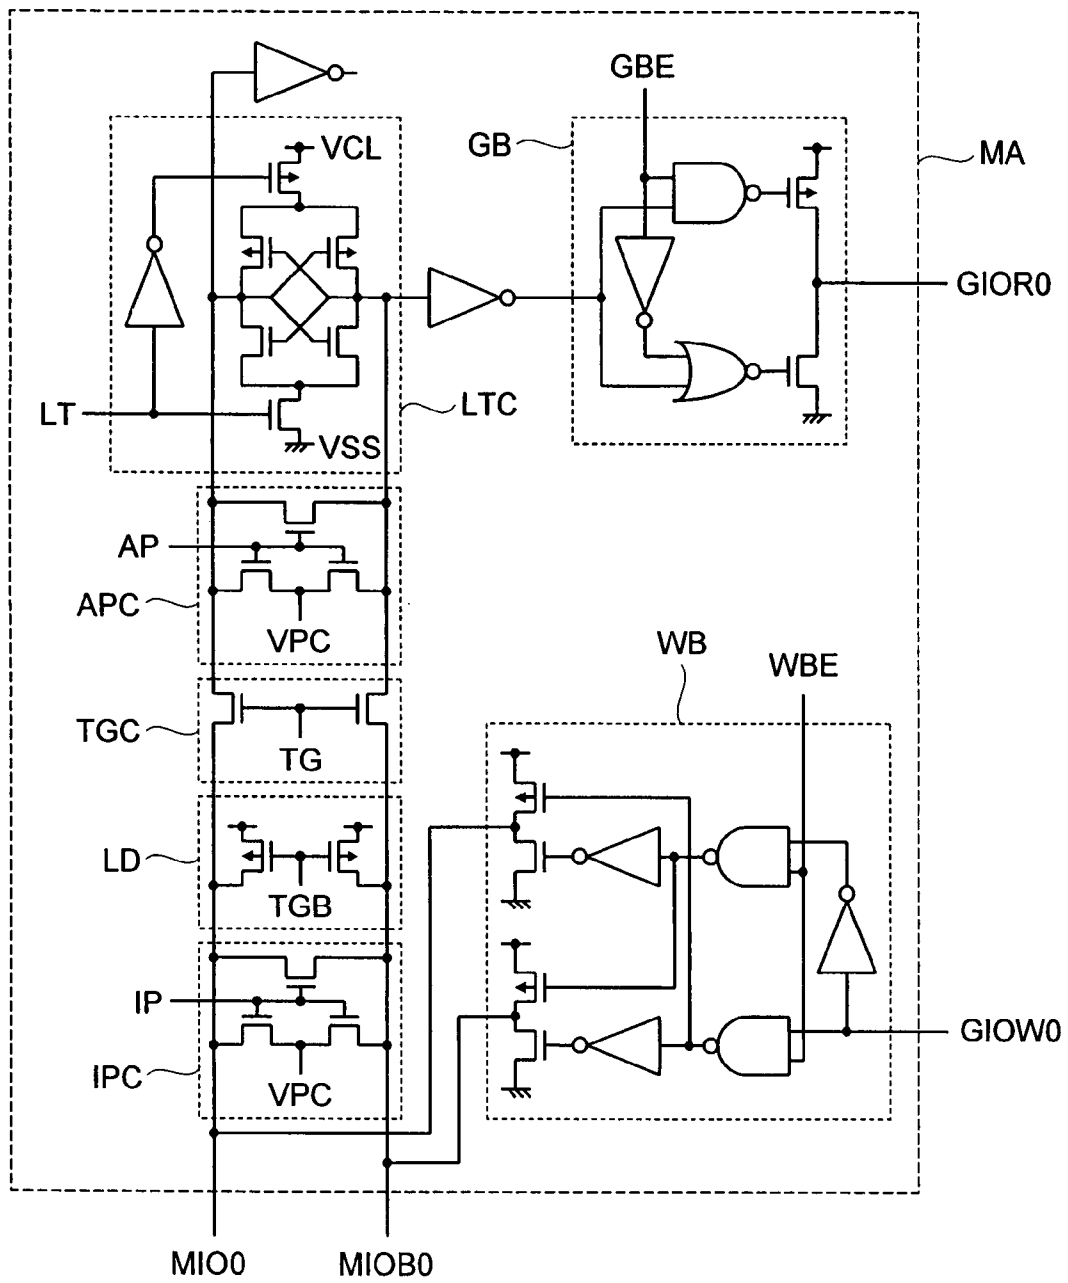 GBE
VCL
GB
MA
GIOR0
LT
LTC
VSS
AP
APC
VPC
WB
WBE
TGC
TG
LD
TGB
IP
GIOW0
IPC
VPC
MIO0
MIOB0